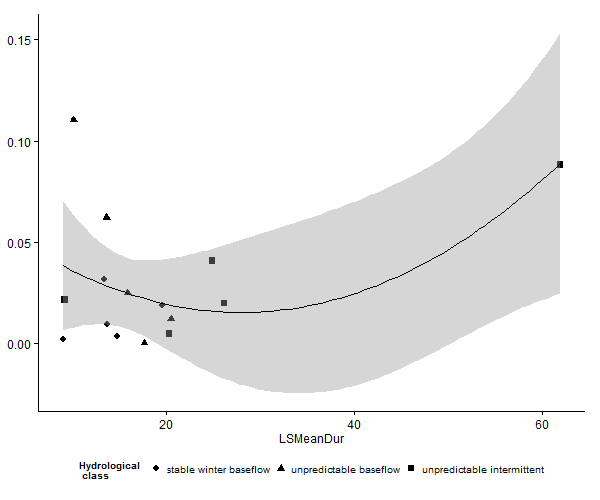 0.15
0.10
0.05
0.00
20 40 60
LSMeanDur
Hydrological
class
stable winter baseflow unpredictable baseflow unpredictable intermittent